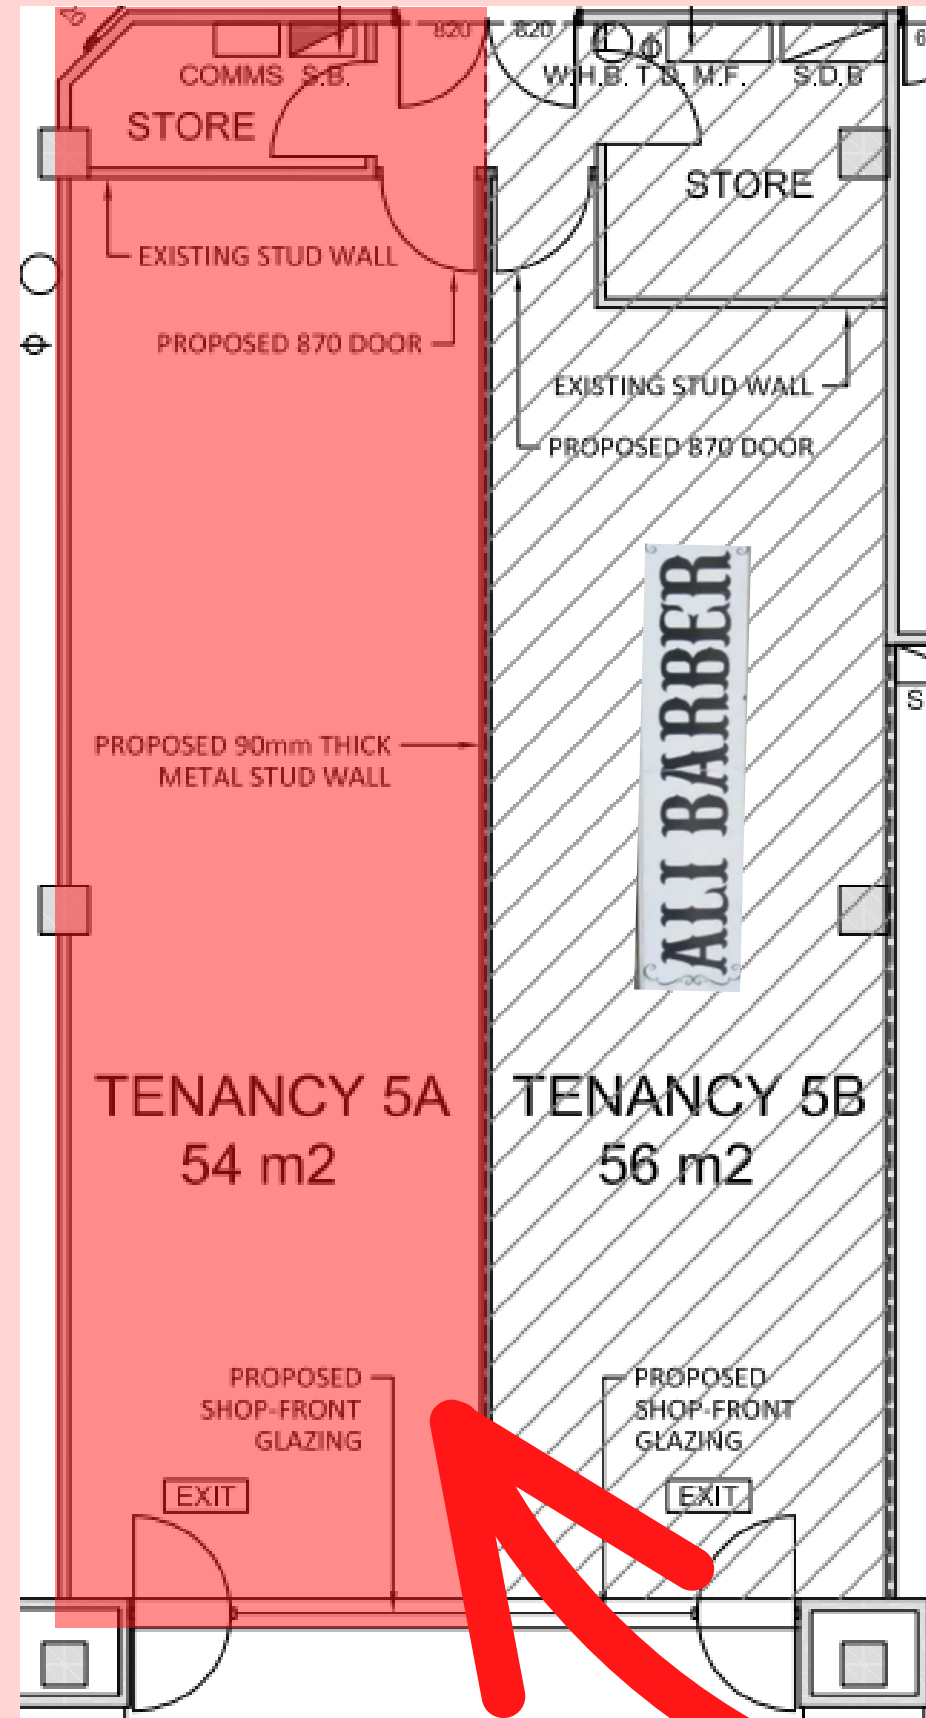 820
820
COMMS S.B.
W.H.B. T.D. M.F.
S.D.B
STORE
STORE
EXISTING STUD WALL
PROPOSED 870 DOOR
EXISTING STUD WALL
PROPOSED 870 DOOR
ALI BARBER
PROPOSED 90mm THICK
METAL STUD WALL
TENANCY 5A
54 m2
TENANCY 5B
56 m2
PROPOSED
SHOP-FRONT
GLAZING
PROPOSED
SHOP-FRONT
GLAZING
EXIT
EXIT